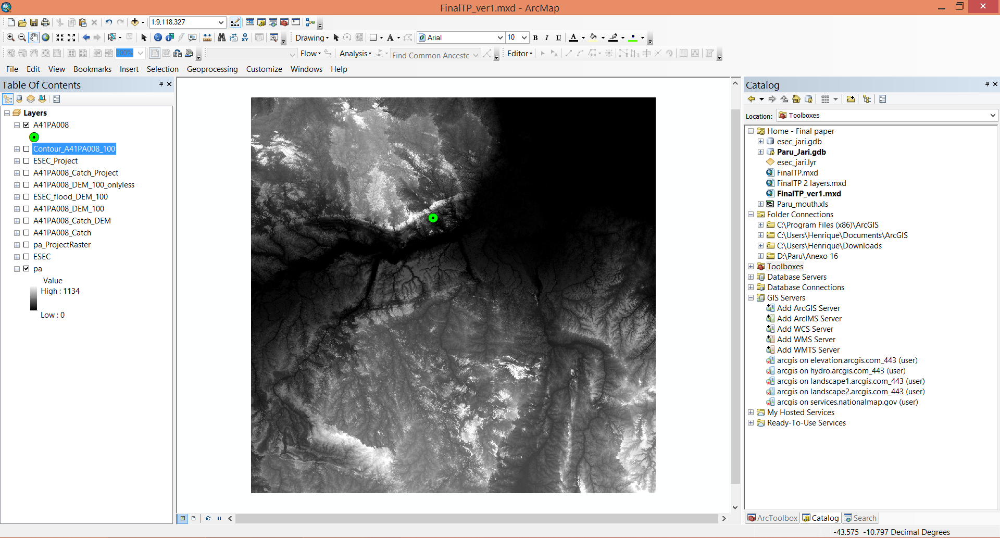 FinalTP_ver1.mxd - ArcMap
1:9,118,327
Drawing
A
Arial
10
B I U A
100%
Flow
Analysis
Find Common Ancestc
Editor
File Edit View Bookmarks Insert Selection Geoprocessing Customize Windows Help
Table Of Contents
Layers
A41PA008
Contour_A41PA008_100
ESEC_Project
A41PA008_Catch_Project
A41PA008_DEM_100_onlyless
ESEC_flood_DEM_100
A41PA008_DEM_100
A41PA008_Catch_DEM
A41PA008_Catch
pa_ProjectRaster
ESEC
pa
Value
High : 1134
Low : 0
Catalog
Location: Toolboxes
Home - Final paper
esec_jari.gdb
Paru_Jari.gdb
esec_jari.lyr
FinalTP.mxd
FinalTP 2 layers.mxd
FinalTP_ver1.mxd
Paru_mouth.xls
Folder Connections
C:\Program Files (x86)\ArcGIS
C:\Users\Henrique\Documents\ArcGIS
C:\Users\Henrique\Downloads
D:\Paru\Anexo 16
Toolboxes
Database Servers
Database Connections
GIS Servers
Add ArcGIS Server
Add ArcIMS Server
Add WCS Server
Add WMS Server
Add WMTS Server
arcgis on elevation.arcgis.com_443 (user)
arcgis on hydro.arcgis.com_443 (user)
arcgis on landscape1.arcgis.com_443 (user)
arcgis on landscape2.arcgis.com_443 (user)
arcgis on services.nationalmap.gov (user)
My Hosted Services
Ready-To-Use Services
ArcToolbox Catalog Search
-43.575 -10.797 Decimal Degrees